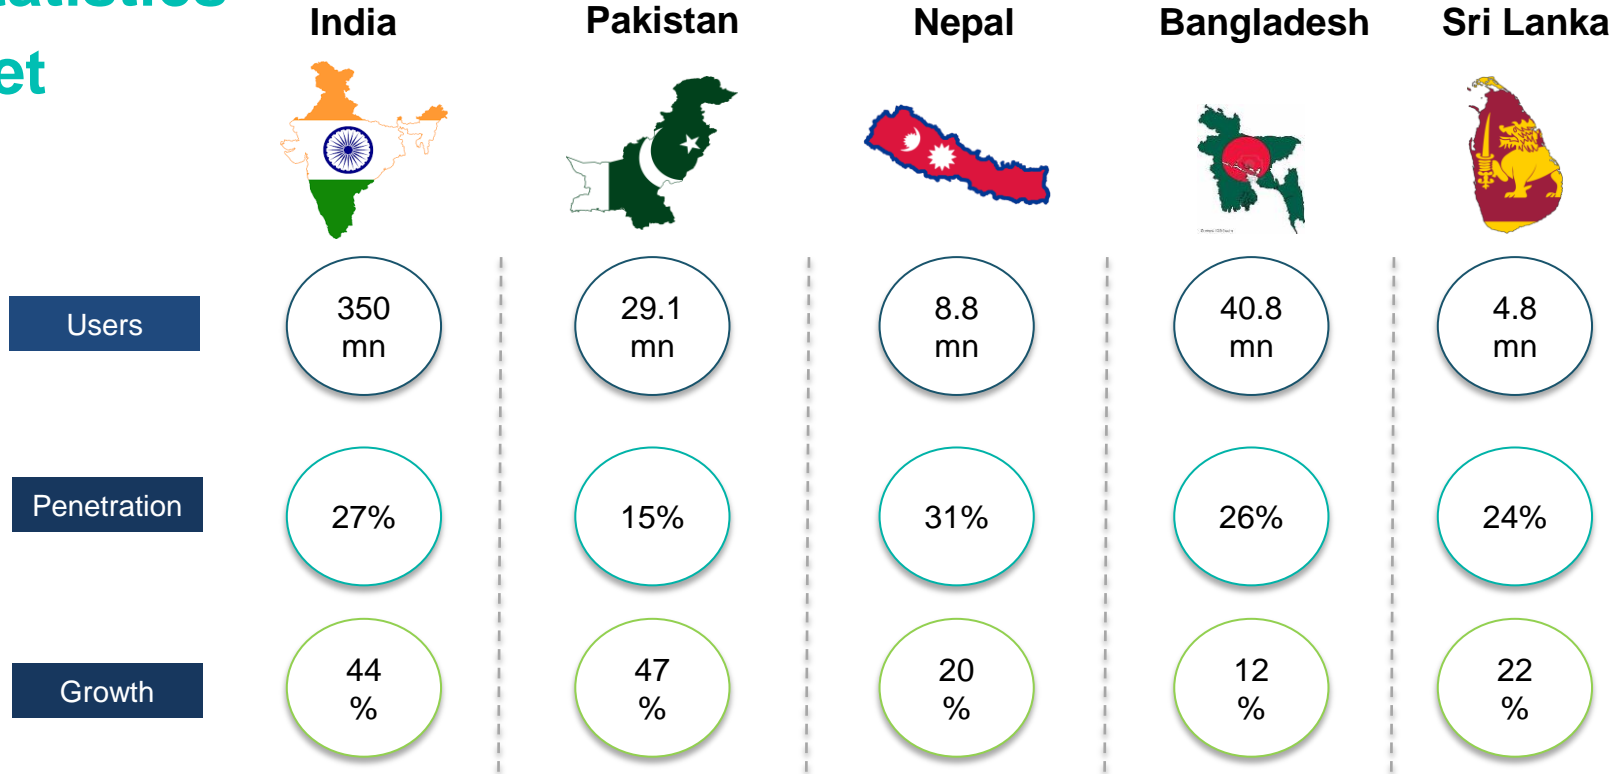 India Pakistan Nepal Bangladesh Sri Lanka
et
Users
350
mn
29.1
mn
8.8
mn
40.8
mn
4.8
mn
Penetration
27%
15%
31%
26%
24%
Growth
44
%
47
%
20
%
12
%
22
%